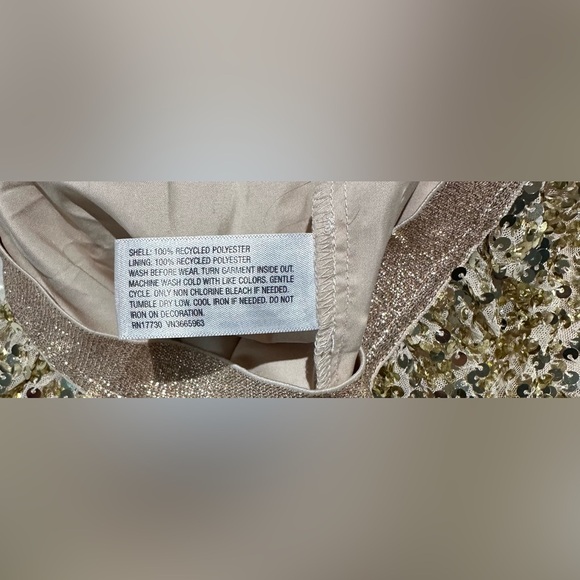 SHELL: 100% RECYCLED POLYESTER
LINING: 100% RECYCLED POLYESTER
WASH BEFORE WEAR. TURN GARMENT INSIDE OUT.
MACHINE WASH COLD WITH LIKE COLORS, GENTLE
CYCLE. ONLY NON CHLORINE BLEACH IF NEEDED.
TUMBLE DRY LOW. COOL IRON IF NEEDED. DO NOT
IRON ON DECORATION.
RN17730 VN3665963